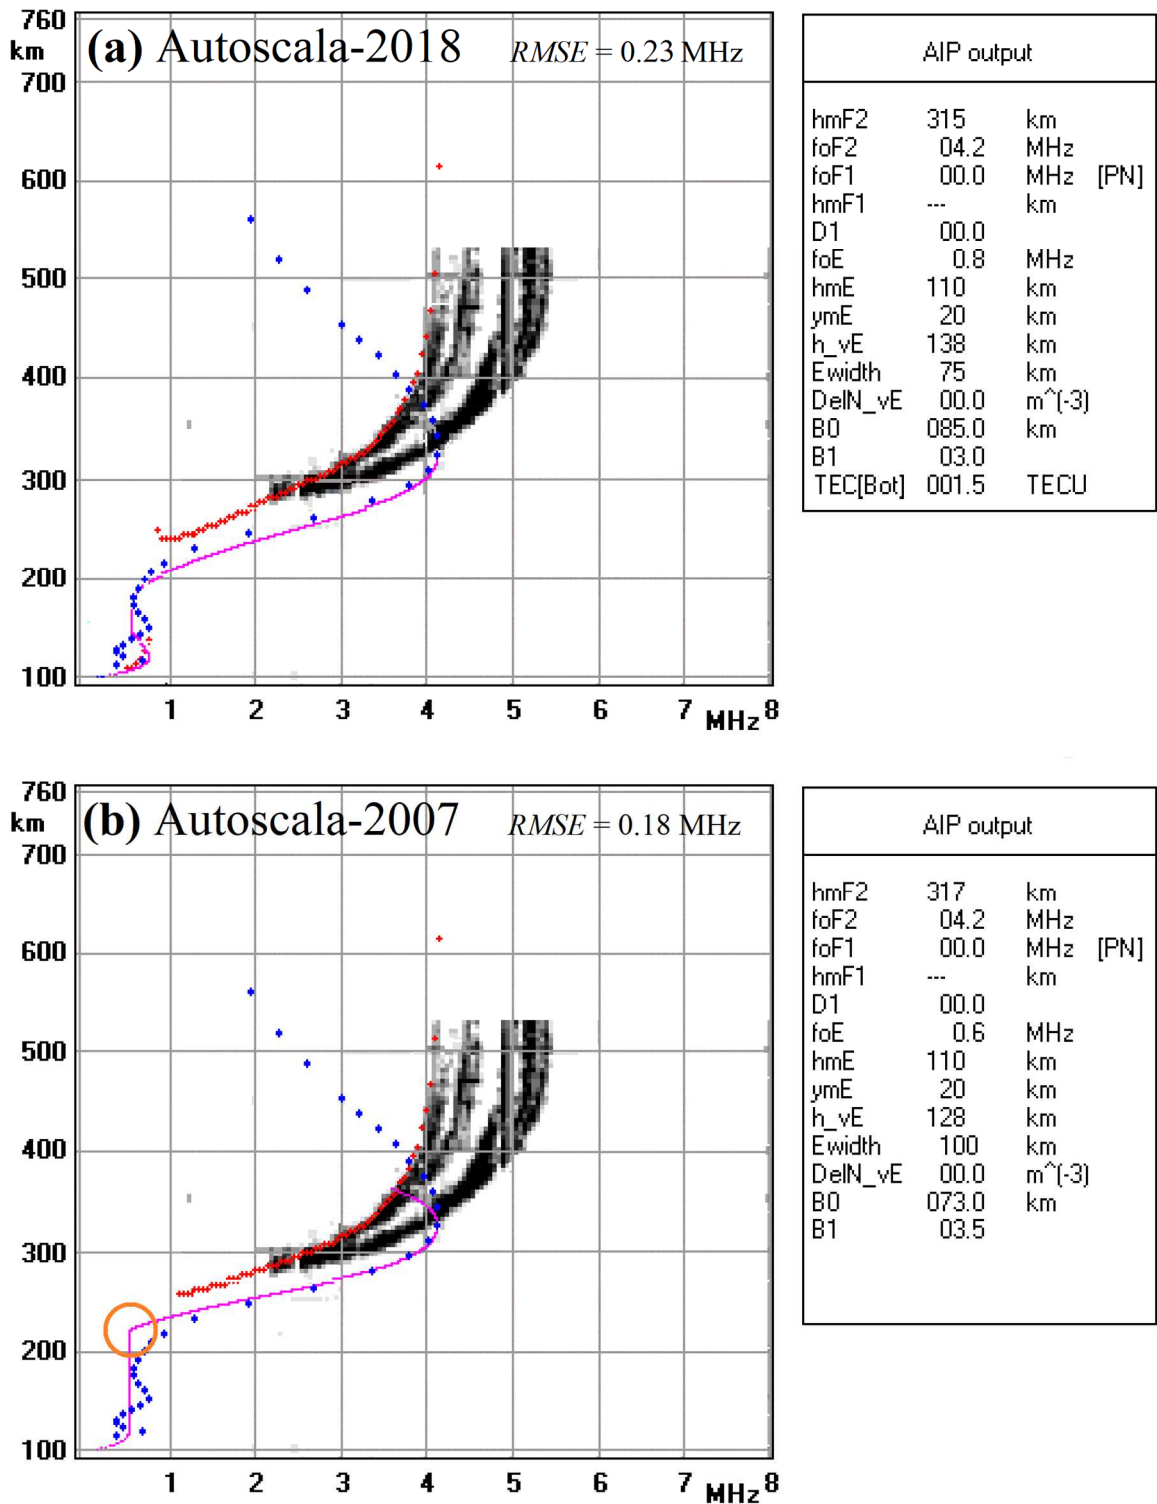 760
km
(a) Autoscala-2018 RMSE = 0.23 MHz
700
600
500
400
300
200
100
1 2 3 4 5 6 7 MHz 8
AIP output
hmF2 315 km
foF2 04.2 MHz
foF1 00.0 MHz [PN]
hmF1 --- km
D1 00.0
foE 0.8 MHz
hmE 110 km
ymE 20 km
h_vE 138 km
Ewidth 75 km
DelN_vE 00.0 m^(-3)
B0 085.0 km
B1 03.0
TEC[Bot] 001.5 TECU
760
km
(b) Autoscala-2007 RMSE = 0.18 MHz
700
600
500
400
300
200
100
1 2 3 4 5 6 7 MHz 8
AIP output
hmF2 317 km
foF2 04.2 MHz
foF1 00.0 MHz [PN]
hmF1 --- km
D1 00.0
foE 0.6 MHz
hmE 110 km
ymE 20 km
h_vE 128 km
Ewidth 100 km
DelN_vE 00.0 m^(-3)
B0 073.0 km
B1 03.5